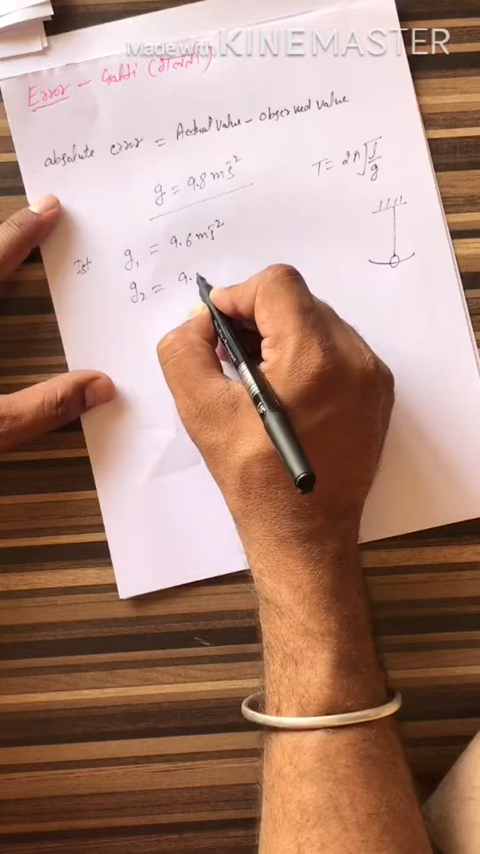 Made with KINEMASTER
Error - galti (गलती)
absolute error = Actual value - observed value
g = 9.8 ms⁻²
T = 2π√(l/g)
Ist g₁ = 9.6 ms⁻²
g₂ = 9.